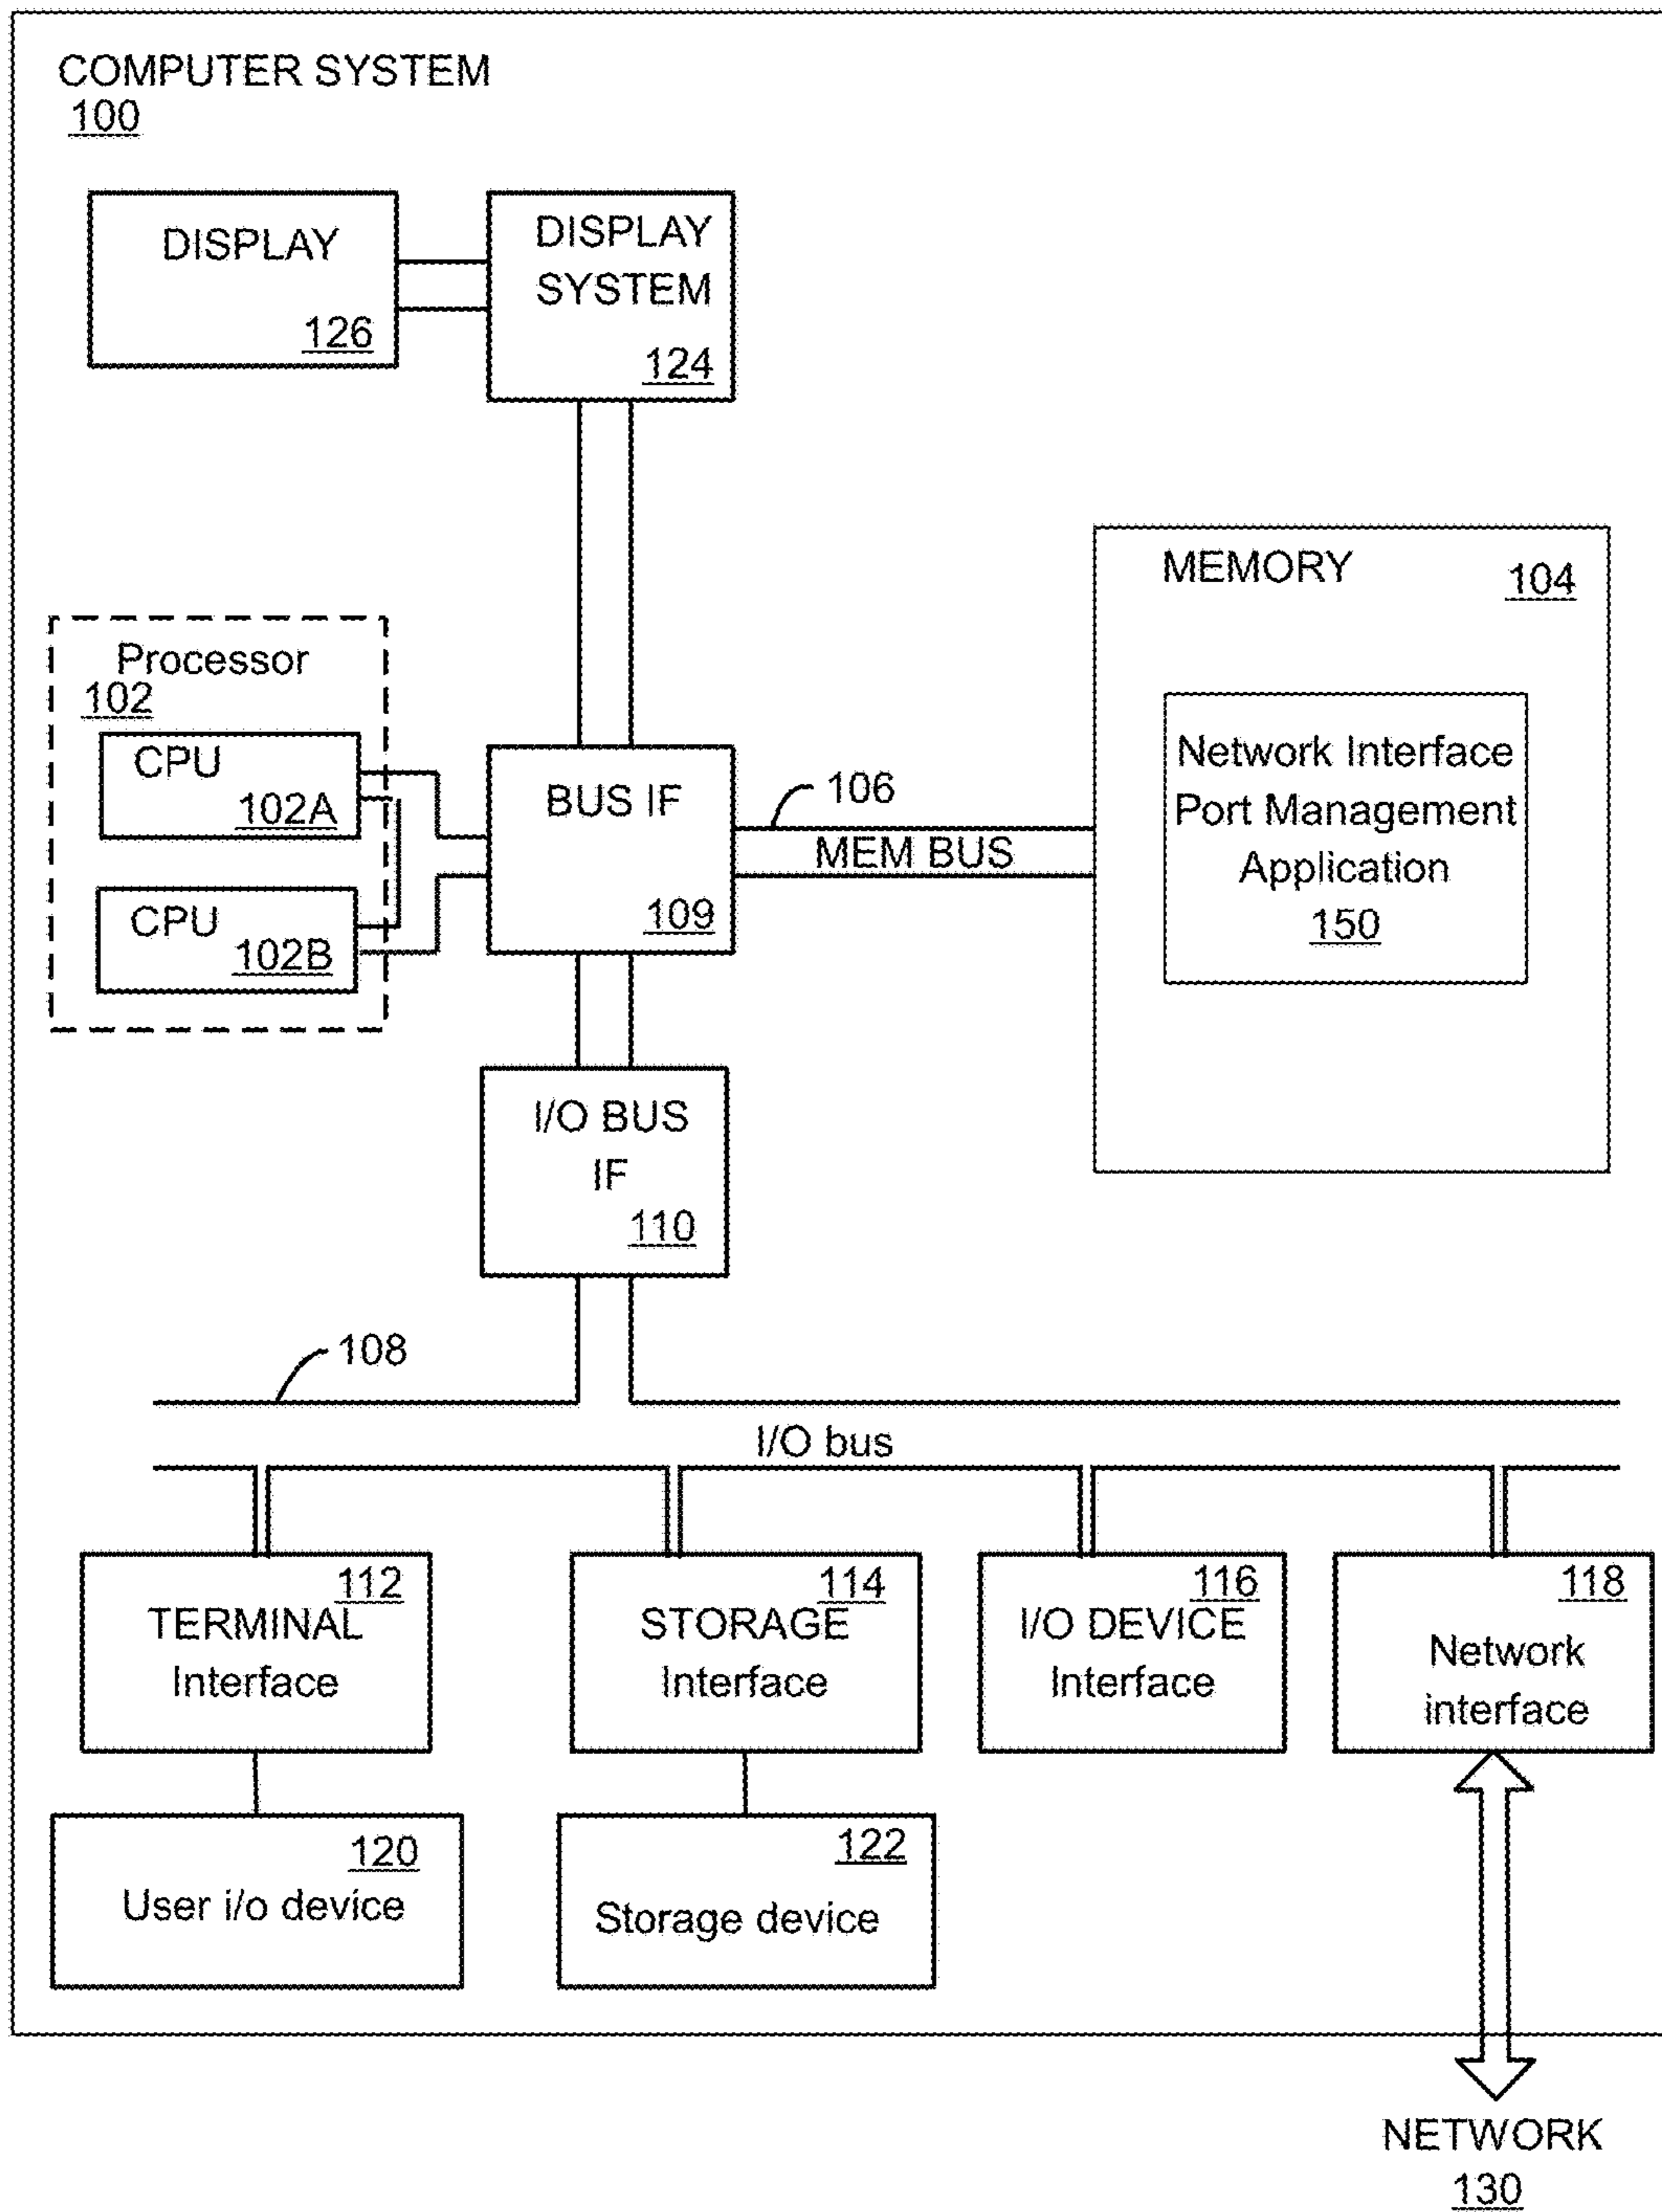 COMPUTER SYSTEM
100
DISPLAY
126
DISPLAY
SYSTEM
124
MEMORY
104
Processor
102
CPU
102A
CPU
102B
BUS IF
109
106
MEM BUS
Network Interface
Port Management
Application
150
I/O BUS
IF
110
108
I/O bus
112
TERMINAL
Interface
114
STORAGE
Interface
116
I/O DEVICE
Interface
118
Network
interface
120
User i/o device
122
Storage device
NETWORK
130